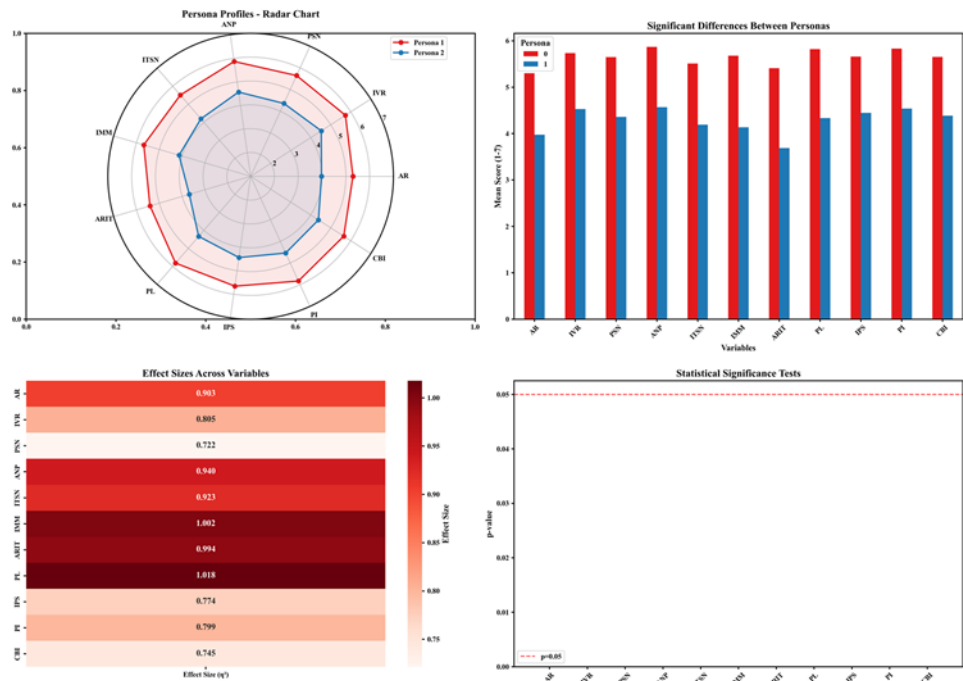 Persona Profiles - Radar Chart
ANP
PSN
ITSN
IVR
IMM
AR
ARIT
CBI
PL
PI
IPS
2
3
4
5
6
7
Persona 1
Persona 2
1.0
0.8
0.6
0.4
0.2
0.0
0.0 0.2 0.4 0.6 0.8 1.0
Significant Differences Between Personas
Persona
0
1
Mean Score (1-7)
6
5
4
3
2
1
0
AR IVR PSN ANP ITSN IMM ARIT PL IPS PI CBI
Variables
Effect Sizes Across Variables
AR 0.903
IVR 0.805
PSN 0.722
ANP 0.940
ITSN 0.923
IMM 1.002
ARIT 0.994
PL 1.018
IPS 0.774
PI 0.799
CBI 0.745
Effect Size (η²)
1.00
0.95
0.90
0.85
0.80
0.75
Effect Size
Statistical Significance Tests
p-value
0.05
0.04
0.03
0.02
0.01
0.00
p=0.05
AR IVR PSN ANP TSN IMM RIT PL IPS PI CBI